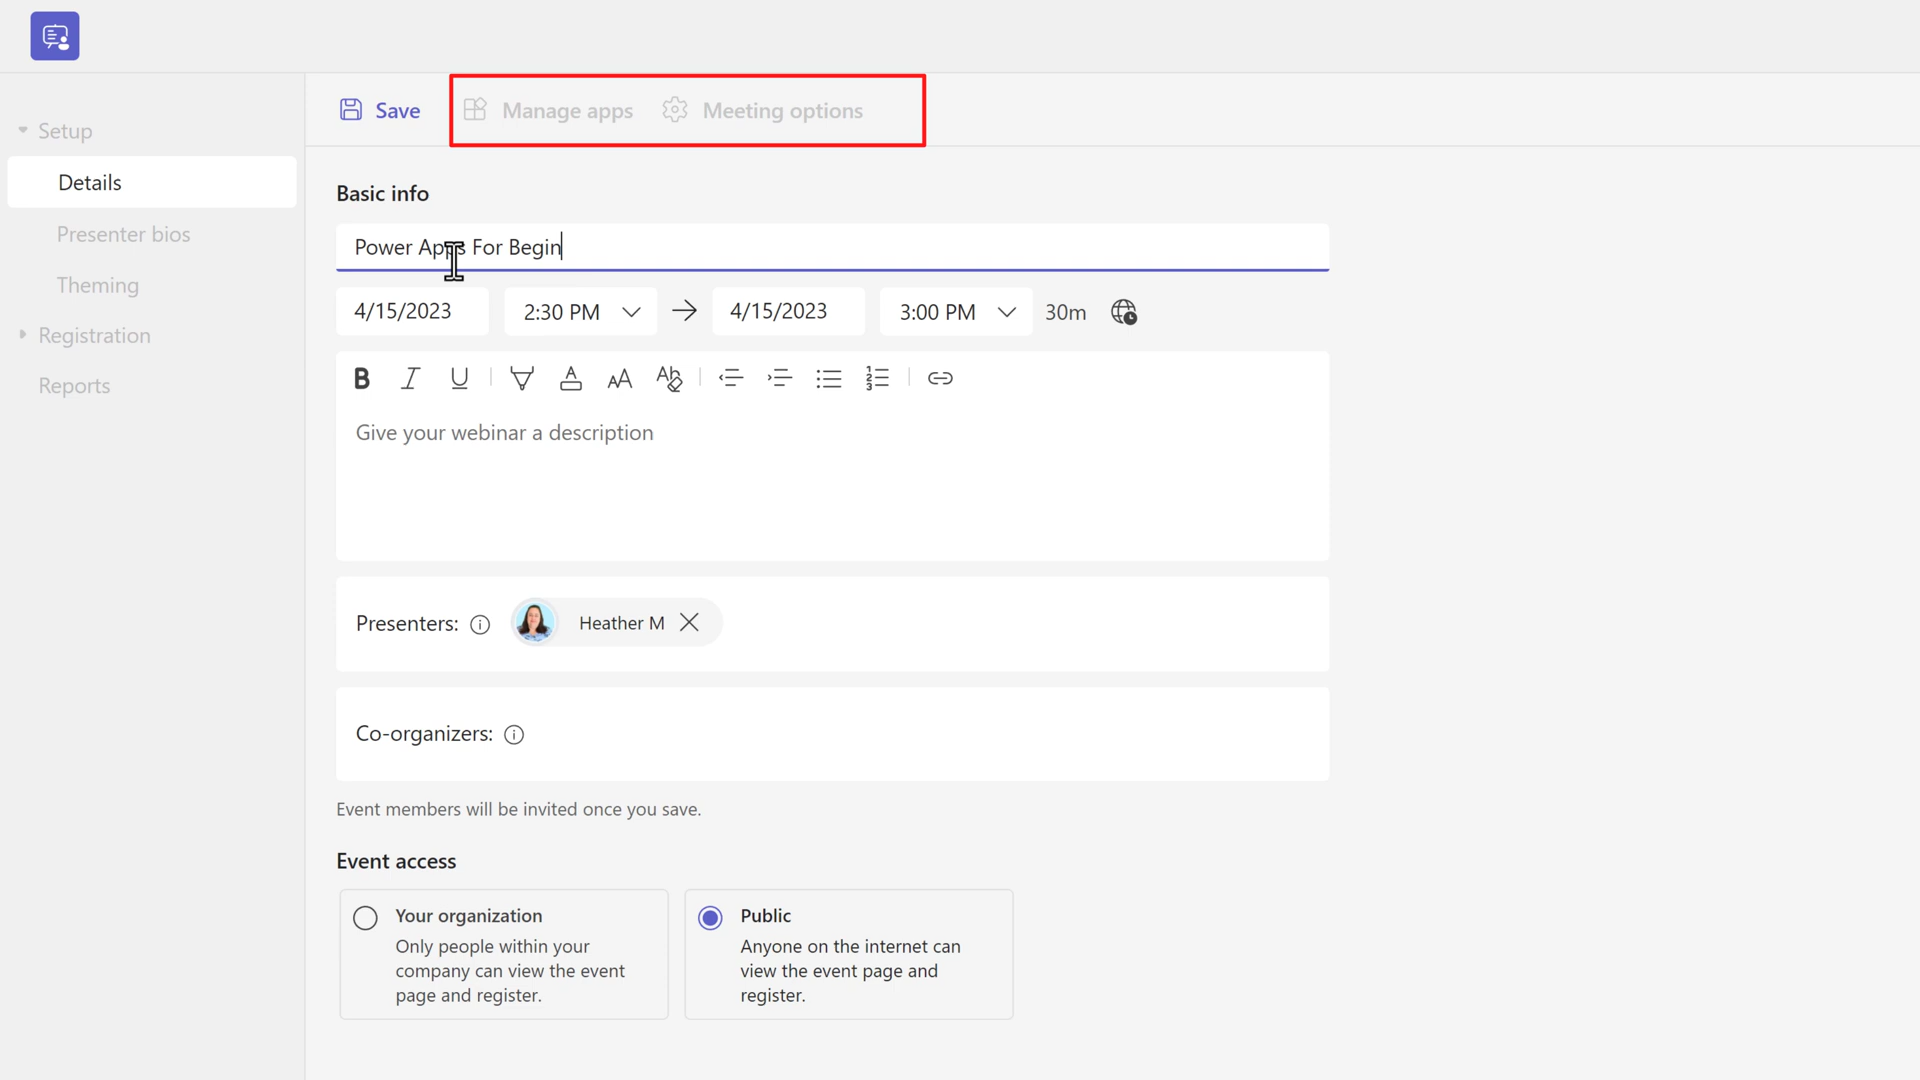 Save
Manage apps
Meeting options
Setup
Details
Presenter bios
Theming
Registration
Reports
Basic info
Power Apps For Begin
4/15/2023
2:30 PM
4/15/2023
3:00 PM
30m
Give your webinar a description
Presenters:
Heather M
Co-organizers:
Event members will be invited once you save.
Event access
Your organization
Only people within your
company can view the event
page and register.
Public
Anyone on the internet can
view the event page and
register.